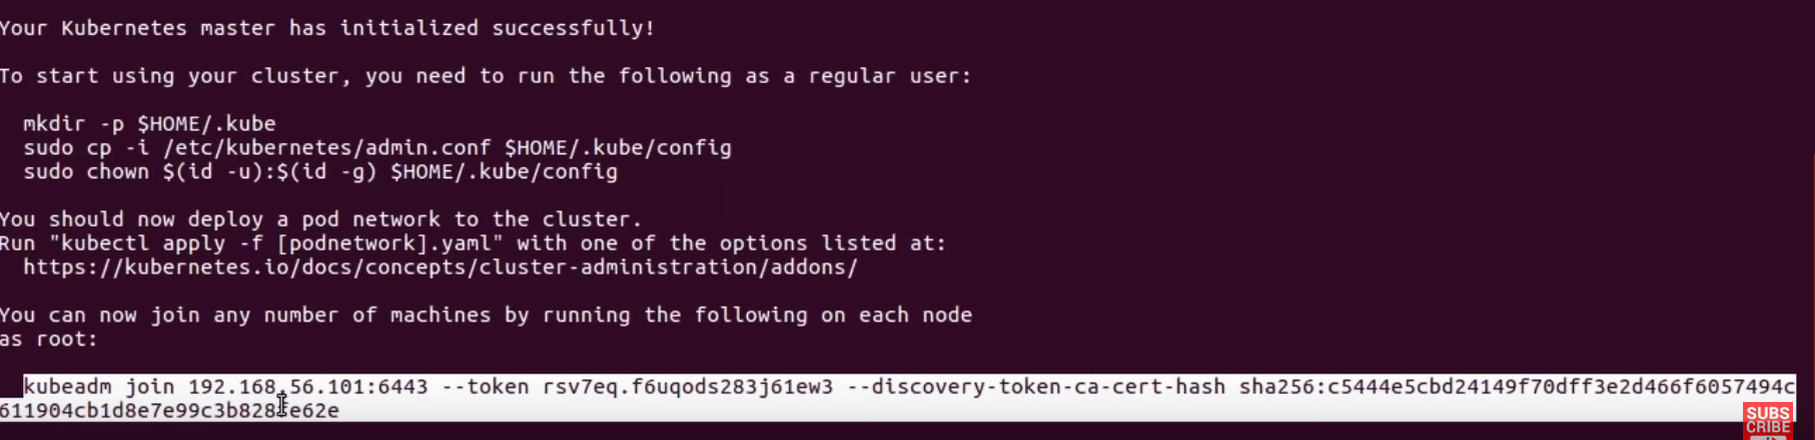 Your Kubernetes master has initialized successfully!
To start using your cluster, you need to run the following as a regular user:
mkdir -p $HOME/.kube
sudo cp -i /etc/kubernetes/admin.conf $HOME/.kube/config
sudo chown $(id -u):$(id -g) $HOME/.kube/config
You should now deploy a pod network to the cluster.
Run "kubectl apply -f [podnetwork].yaml" with one of the options listed at:
https://kubernetes.io/docs/concepts/cluster-administration/addons/
You can now join any number of machines by running the following on each node
as root:
kubeadm join 192.168.56.101:6443 --token rsv7eq.f6uqods283j61ew3 --discovery-token-ca-cert-hash sha256:c5444e5cbd24149f70dff3e2d466f6057494c
SUBS
CRIBE